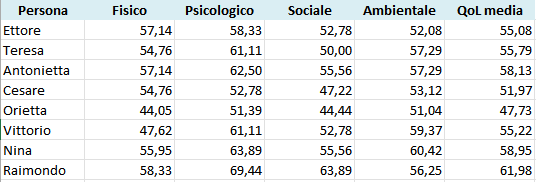 Persona Fisico Psicologico Sociale Ambientale QoL media
Ettore 57,14 58,33 52,78 52,08 55,08
Teresa 54,76 61,11 50,00 57,29 55,79
Antonietta 57,14 62,50 55,56 57,29 58,13
Cesare 54,76 52,78 47,22 53,12 51,97
Orietta 44,05 51,39 44,44 51,04 47,73
Vittorio 47,62 61,11 52,78 59,37 55,22
Nina 55,95 63,89 55,56 60,42 58,95
Raimondo 58,33 69,44 63,89 56,25 61,98